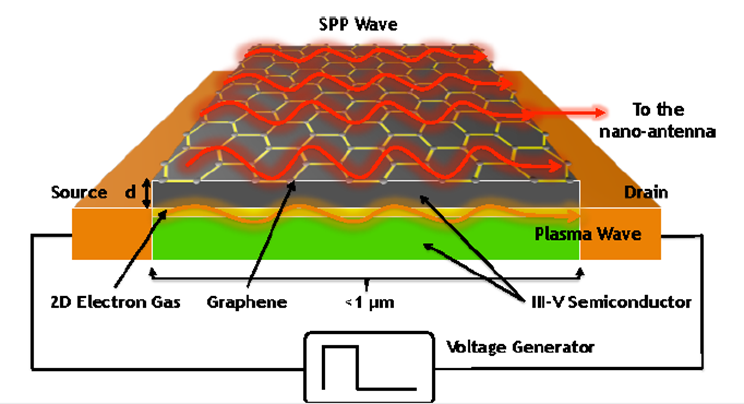 SPP Wave
To the
nano-antenna
Source d
Drain
Plasma Wave
2D Electron Gas
Graphene
<1 μm
III-V Semiconductor
Voltage Generator